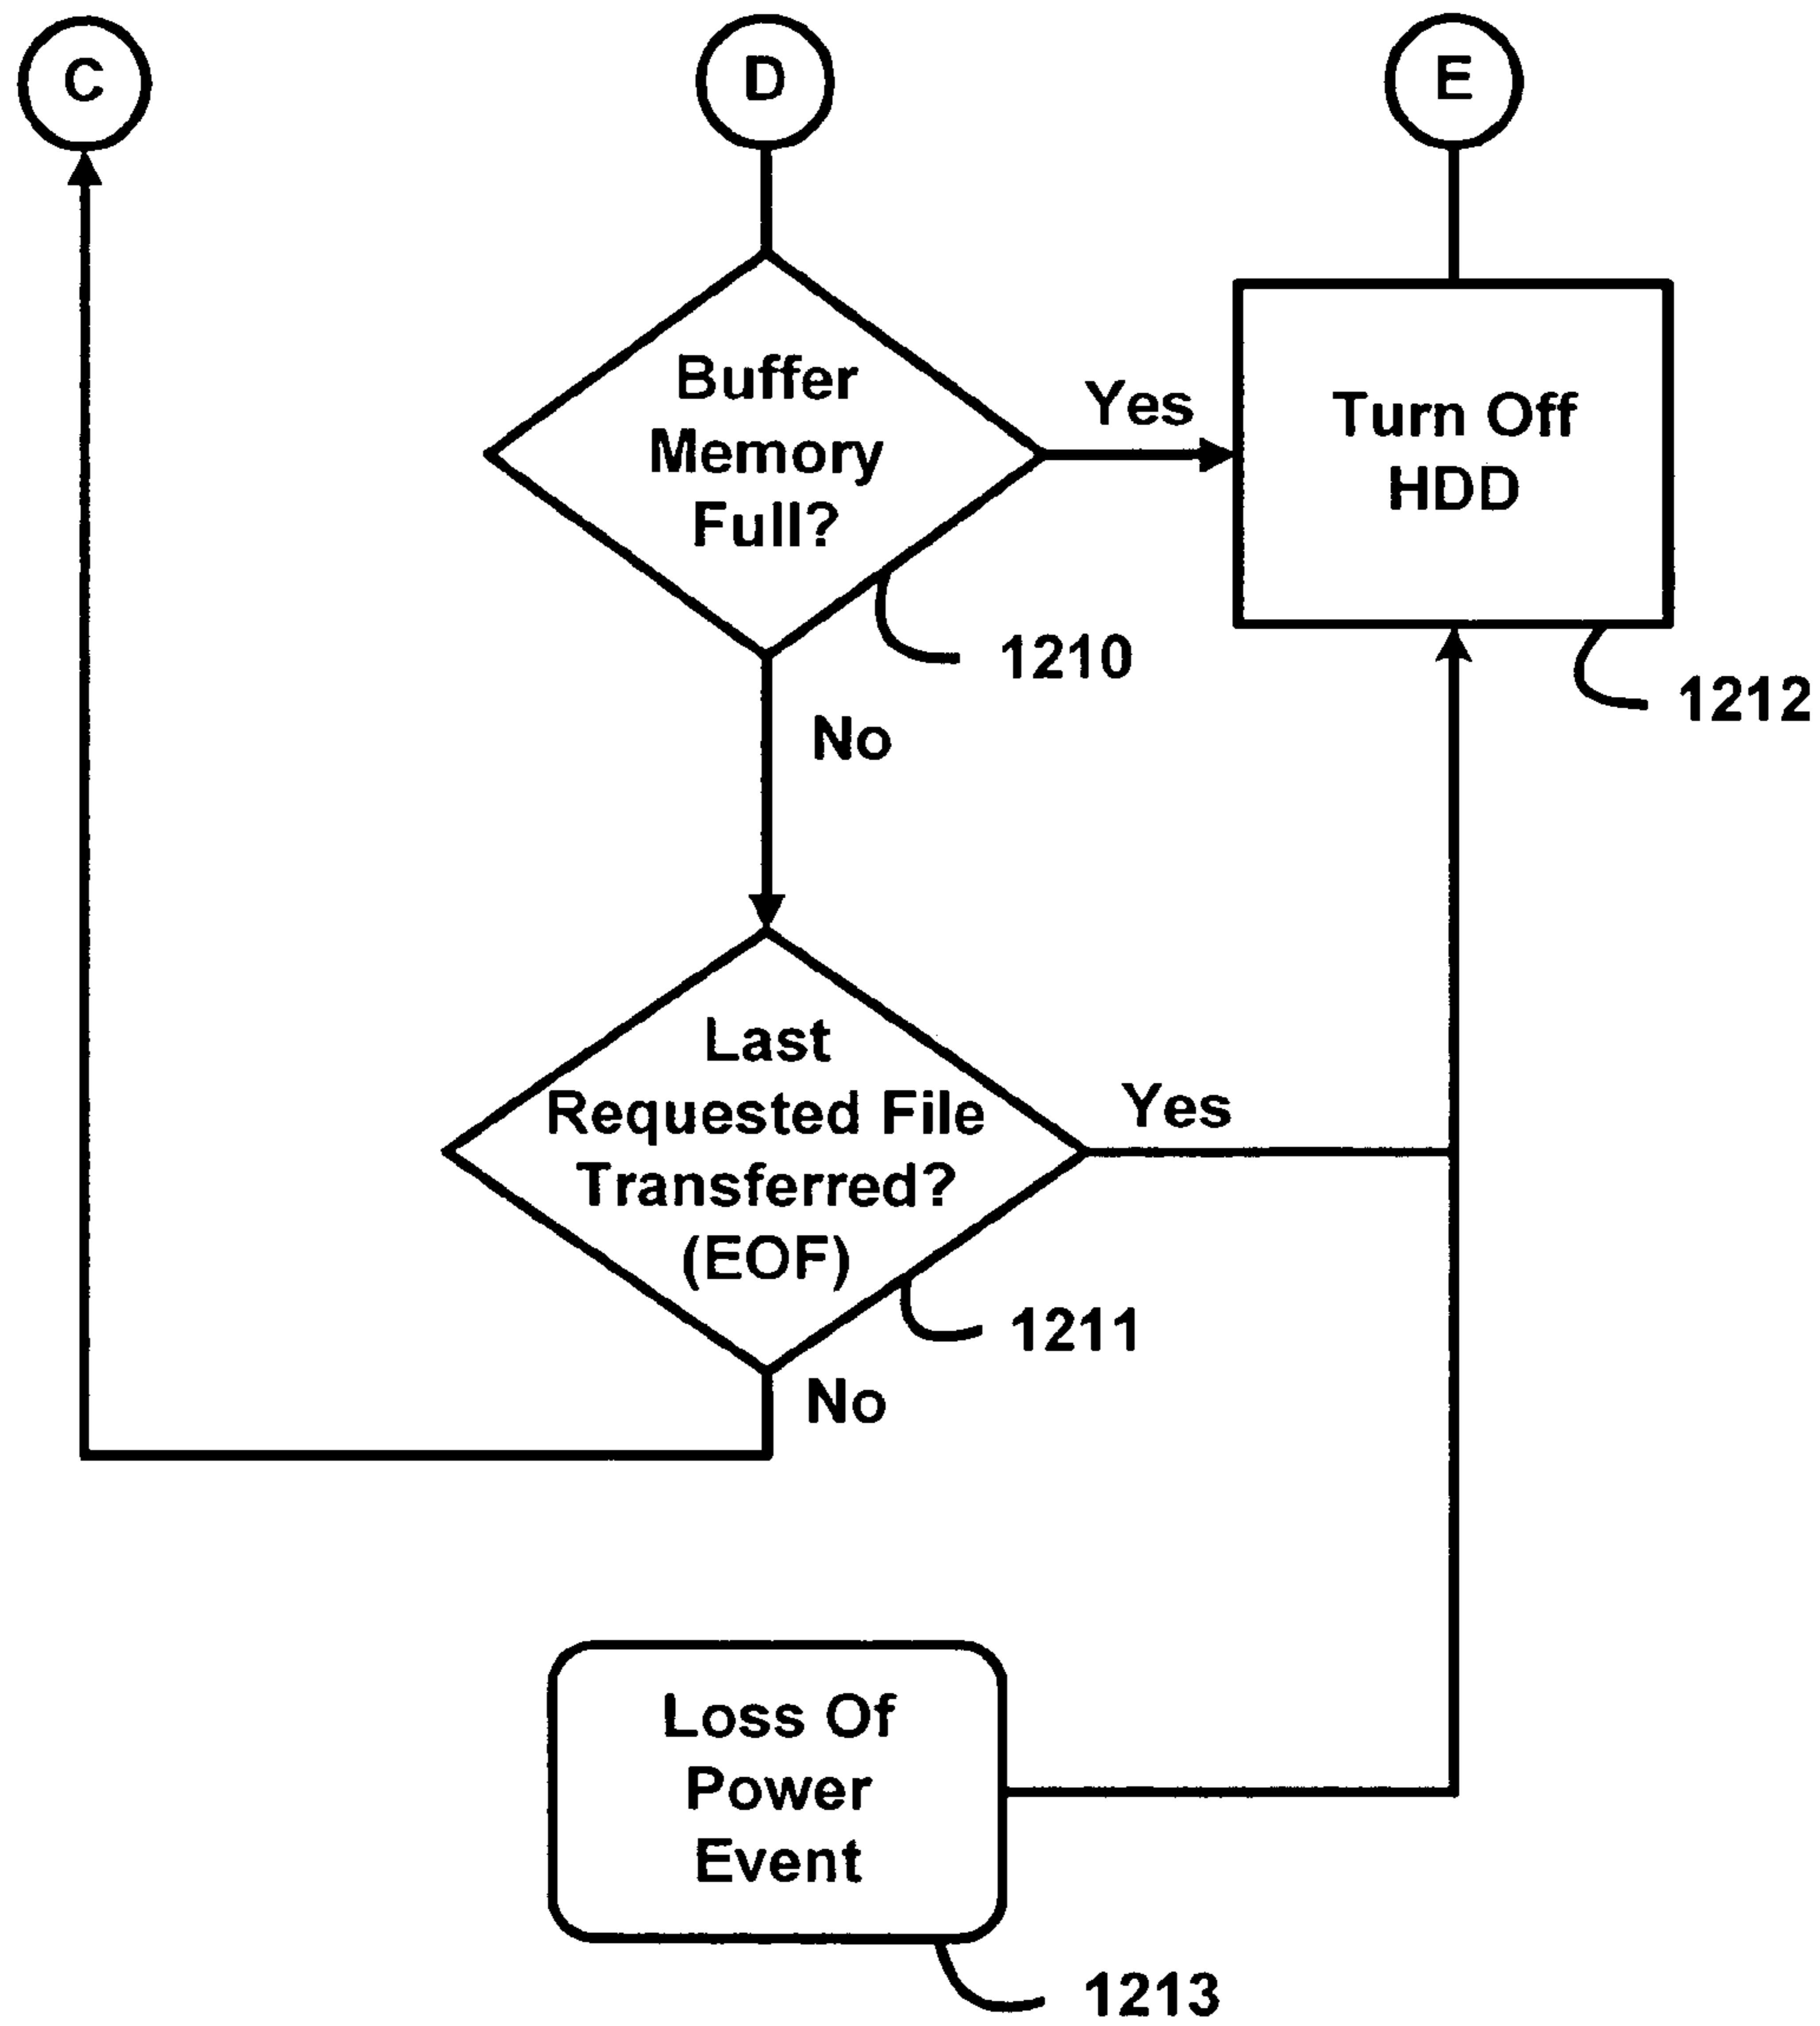 C
D
E
Buffer
Memory
Full?
Yes
Turn Off
HDD
1210
1212
No
Last
Requested File
Transferred?
(EOF)
Yes
1211
No
Loss Of
Power
Event
1213